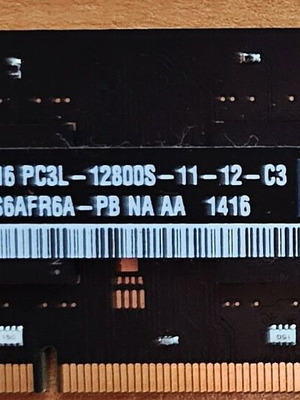 16 PC3L-12800S-11-12-C3
S6AFR6A-PB NA AA 1416